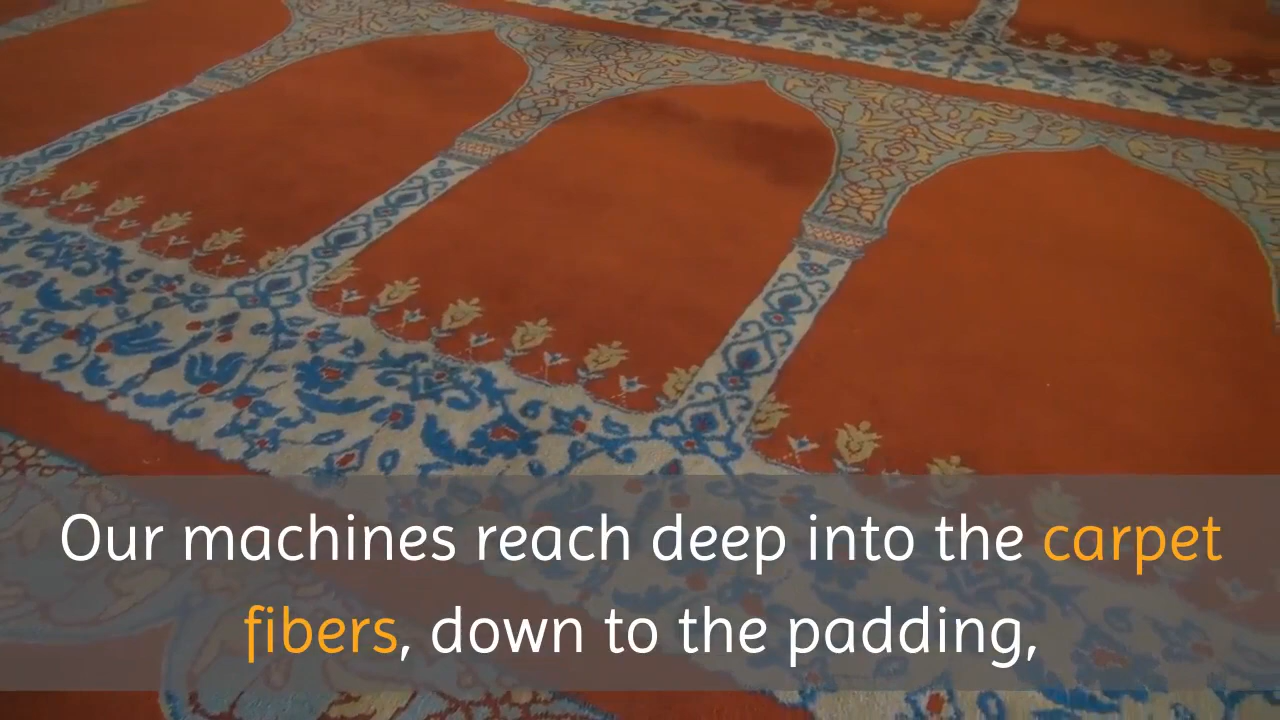 Our machines reach deep into the carpet
fibers, down to the padding,